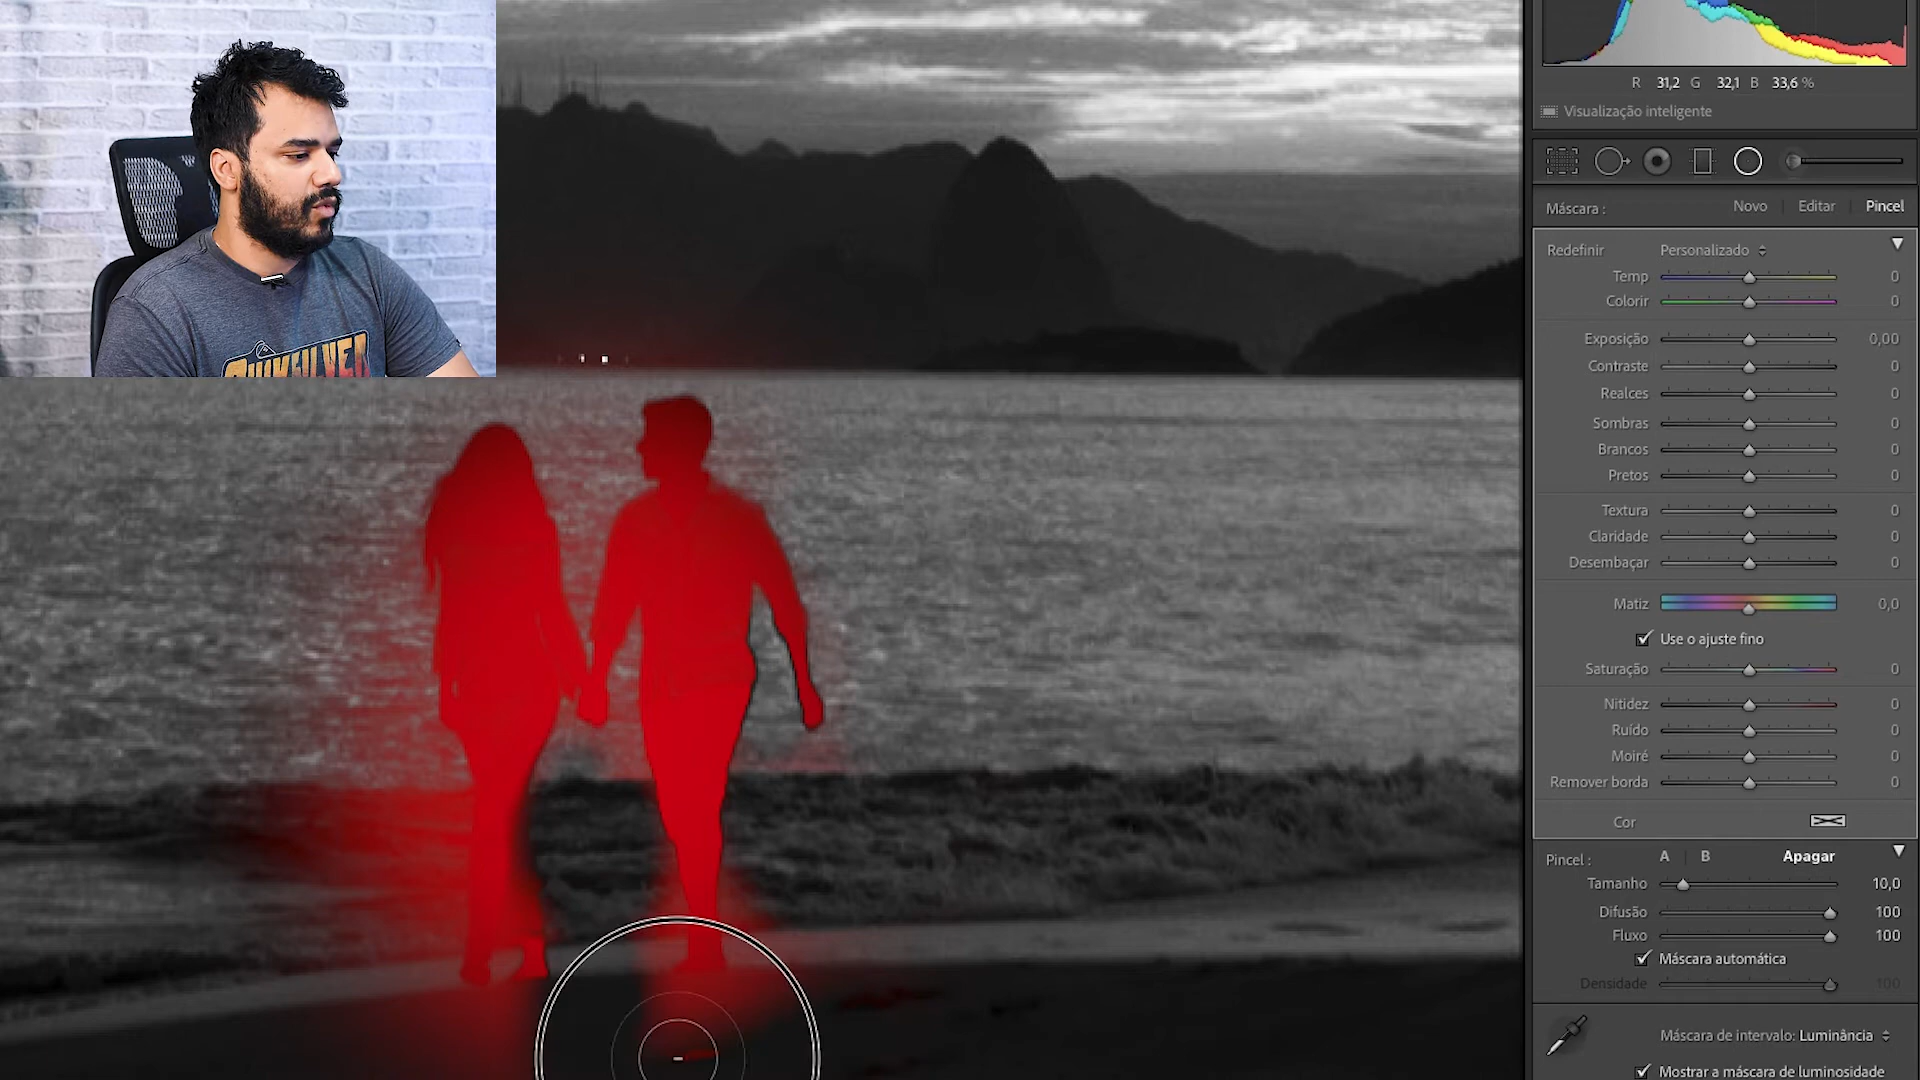 QUIKSILVER
R 31,2 G 32,1 B 33,6 %
Visualização inteligente
Máscara : Novo Editar Pincel
Redefinir Personalizado
Temp 0
Colorir 0
Exposição 0,00
Contraste 0
Realces 0
Sombras 0
Brancos 0
Pretos 0
Textura 0
Claridade 0
Desembaçar 0
Matiz 0,0
Use o ajuste fino
Saturação 0
Nitidez 0
Ruído 0
Moiré 0
Remover borda 0
Cor
Pincel : A B Apagar
Tamanho 10,0
Difusão 100
Fluxo 100
Máscara automática
Densidade 100
Máscara de intervalo: Luminância
Mostrar a máscara de luminosidade